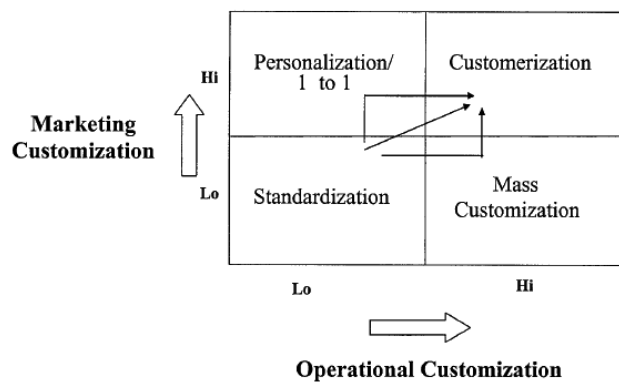 Personalization/
1 to 1
Customerization
Hi
Marketing
Customization
Lo
Standardization
Mass
Customization
Lo
Hi
Operational Customization